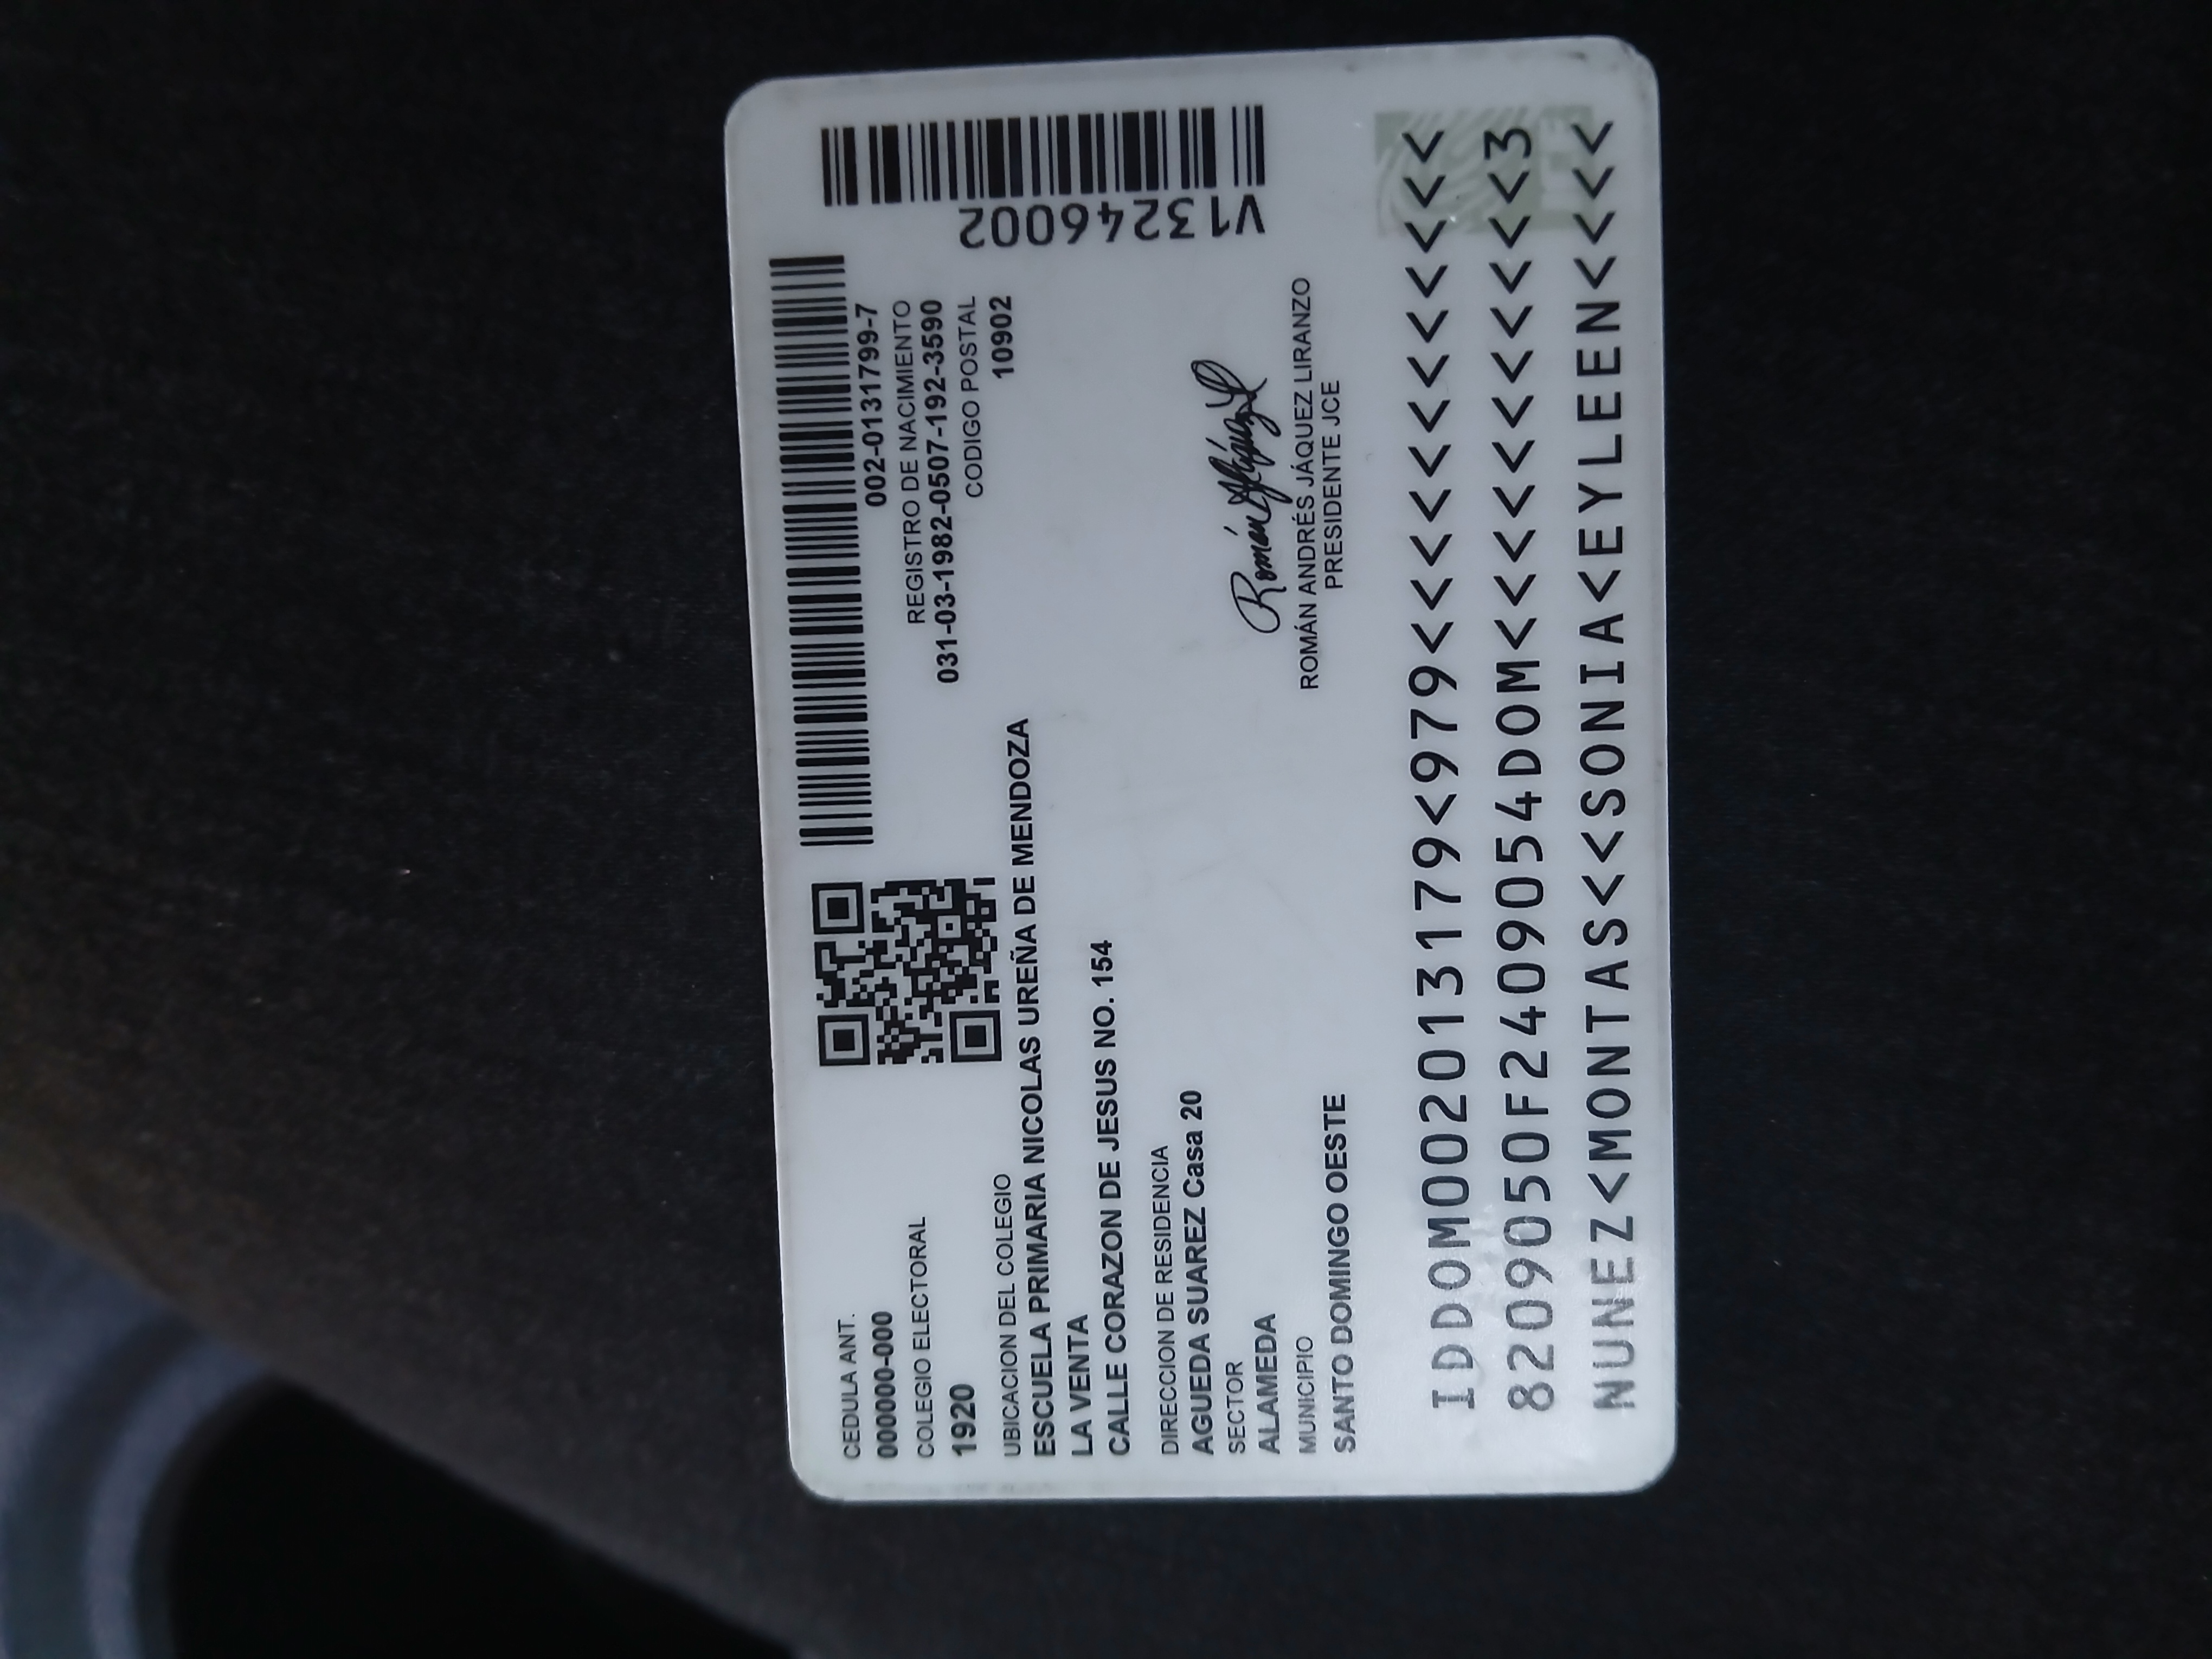 CEDULA ANT.
000000-000
COLEGIO ELECTORAL
1920
UBICACION DEL COLEGIO
ESCUELA PRIMARIA NICOLAS UREÑA DE MENDOZA
LA VENTA
CALLE CORAZON DE JESUS NO. 154
DIRECCION DE RESIDENCIA
AGUEDA SUAREZ Casa 20
SECTOR
ALAMEDA
MUNICIPIO
SANTO DOMINGO OESTE
002-0131799-7
REGISTRO DE NACIMIENTO
031-03-1982-0507-192-3590
CODIGO POSTAL
10902
V13246002
ROMÁN ANDRÉS JÁQUEZ LIRANZO
PRESIDENTE JCE
JCE
IDDOM002013179<979<<<<<<<<<<<<
8209050F2409054DOM<<<<<<<<<<<3
NUNEZ<MONTAS<<SONIA<EYLEEN<<<<